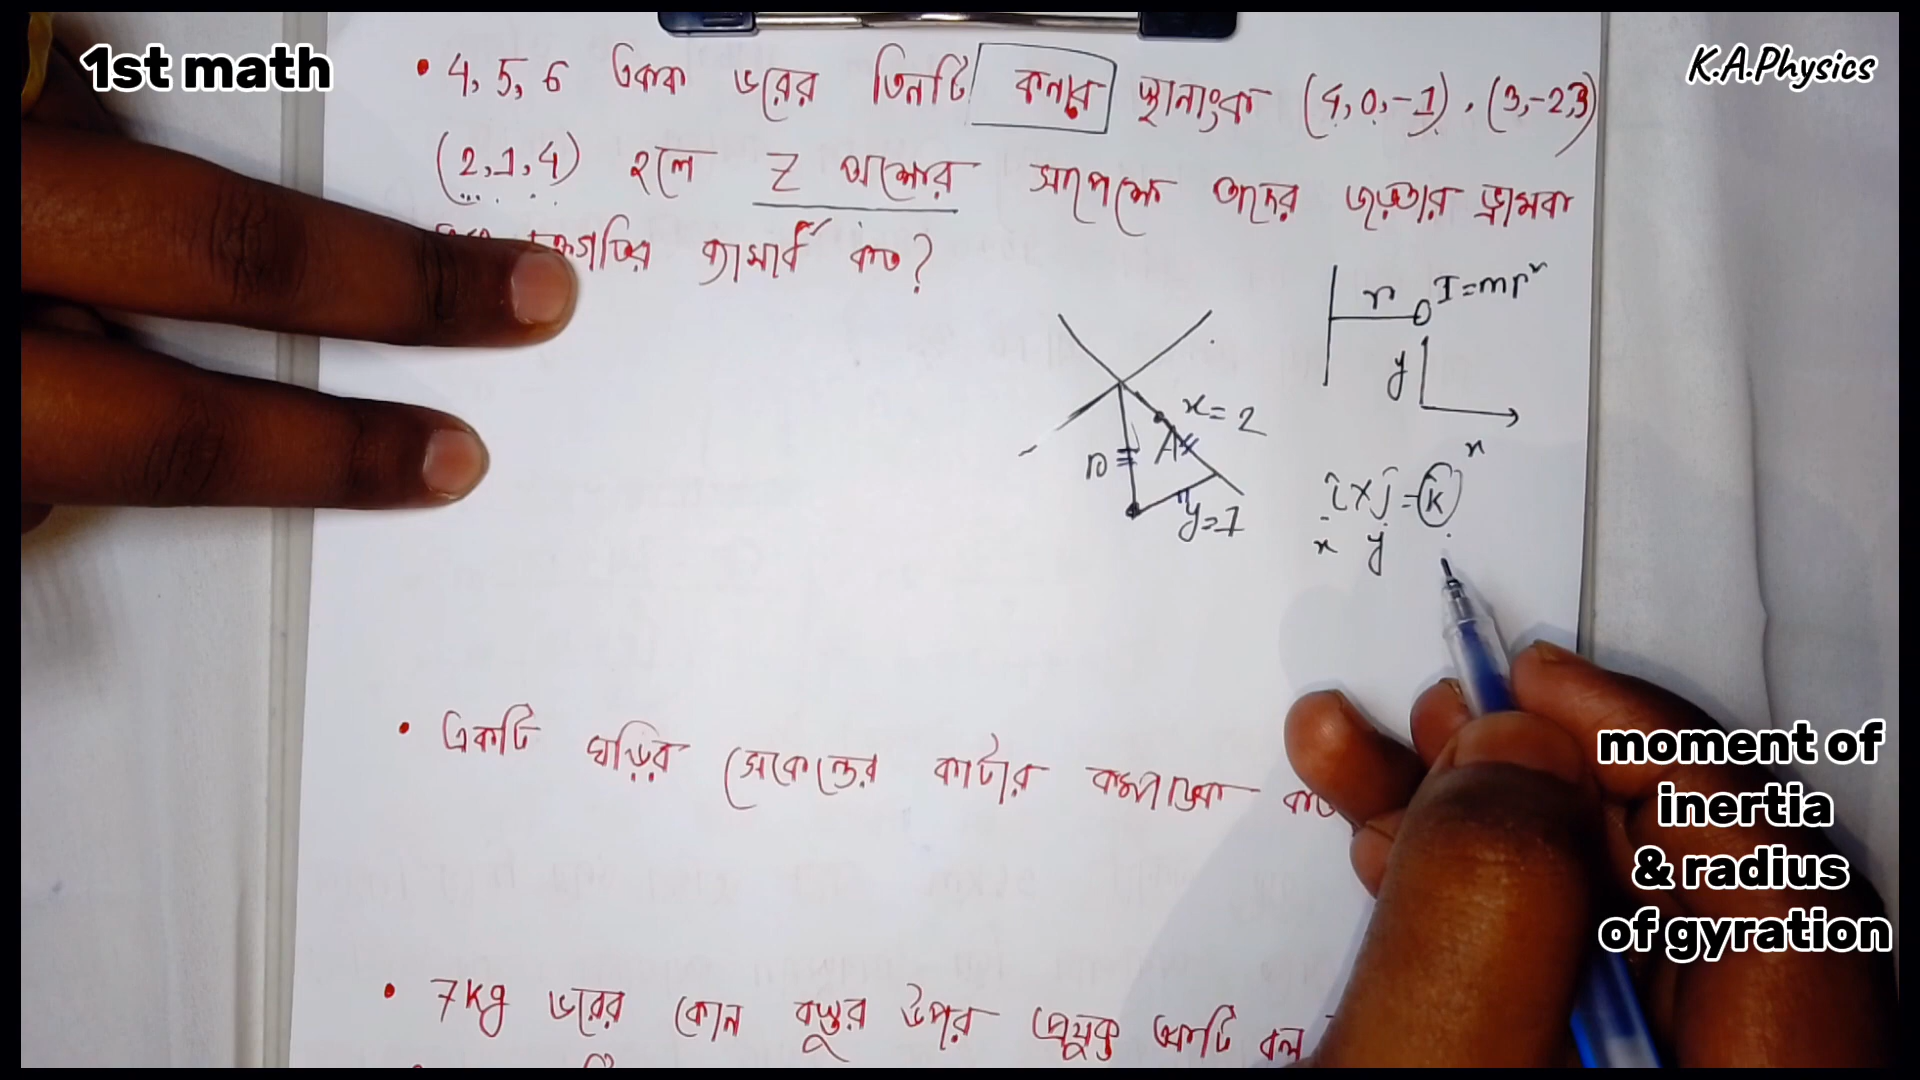 1st math
K.A.Physics
• 4, 5, 6 একক ভরের তিনটি কনার স্থানাংক (4,0,-1), (3,-2,3)
(2,1,4) হলে Z অক্ষের সাপেক্ষে তাদের জড়তার ভ্রামক
চক্রগতির ব্যাসার্ধ কত?
r I=mr²
y
x
x=2
A
r
y=1
î×ĵ=k̂
x y
• একটি ঘড়ির সেকেন্ডের কাটার কম্পাঙ্ক কত
moment of
inertia
& radius
of gyration
• 7kg ভরের কোন বস্তুর উপর প্রযুক্ত একটি বল